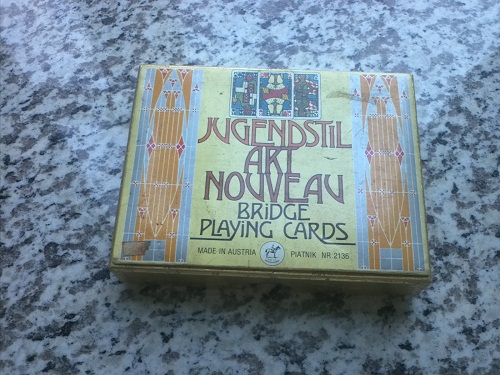 JUGENDSTIL
ART
NOUVEAU
BRIDGE
PLAYING CARDS
MADE IN AUSTRIA PIATNIK NR 2136